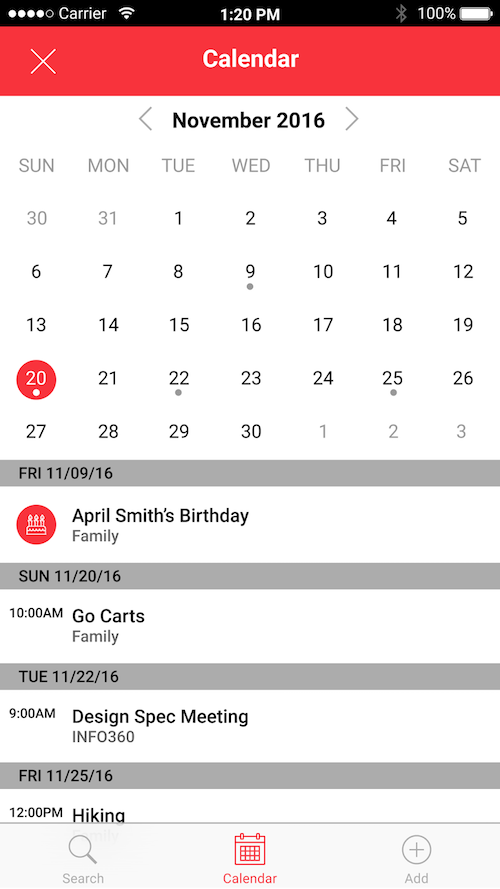 Carrier 1:20 PM 100%
Calendar
November 2016
SUN MON TUE WED THU FRI SAT
30 31 1 2 3 4 5
6 7 8 9 10 11 12
13 14 15 16 17 18 19
20 21 22 23 24 25 26
27 28 29 30 1 2 3
FRI 11/09/16
April Smith's Birthday
Family
SUN 11/20/16
10:00AM Go Carts
Family
TUE 11/22/16
9:00AM Design Spec Meeting
INFO360
FRI 11/25/16
12:00PM Hiking
Family
Search Calendar Add